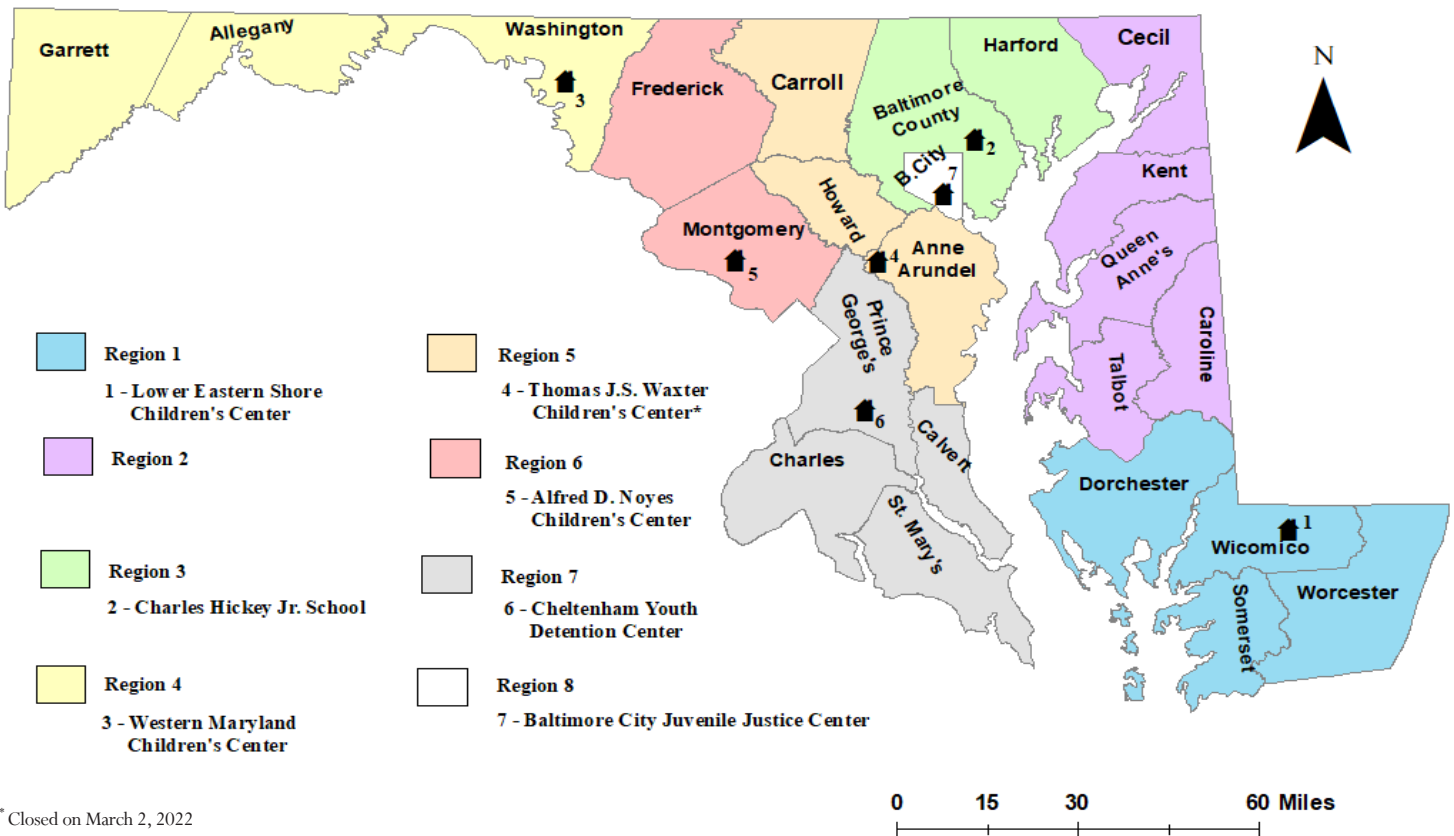 Garrett
Allegany
Washington
3
Frederick
Carroll
Baltimore
County
2
Harford
Cecil
N
B.City
7
Kent
Howard
Montgomery
5
4
Anne
Arundel
Queen
Anne's
Prince
George's
Caroline
Talbot
6
Calvert
Charles
St. Mary's
Dorchester
1
Wicomico
Worcester
Somerset
Region 1
1 - Lower Eastern Shore
Children's Center
Region 2
Region 3
2 - Charles Hickey Jr. School
Region 4
3 - Western Maryland
Children's Center
Region 5
4 - Thomas J.S. Waxter
Children's Center*
Region 6
5 - Alfred D. Noyes
Children's Center
Region 7
6 - Cheltenham Youth
Detention Center
Region 8
7 - Baltimore City Juvenile Justice Center
* Closed on March 2, 2022
0 15 30 60 Miles